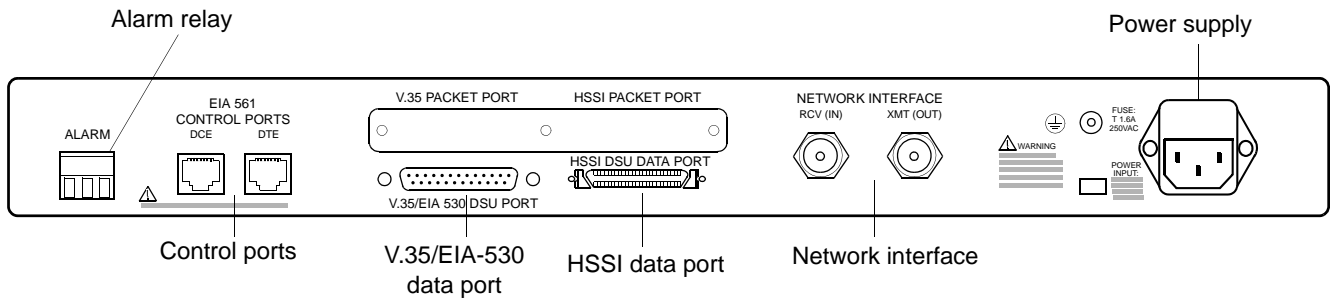 Alarm relay
Power supply
ALARM
EIA 561
CONTROL PORTS
DCE
DTE
V.35 PACKET PORT
HSSI PACKET PORT
V.35/EIA 530 DSU PORT
HSSI DSU DATA PORT
NETWORK INTERFACE
RCV (IN)
XMT (OUT)
WARNING
FUSE:
T 1.6A
250VAC
POWER
INPUT:
Control ports
V.35/EIA-530
data port
HSSI data port
Network interface